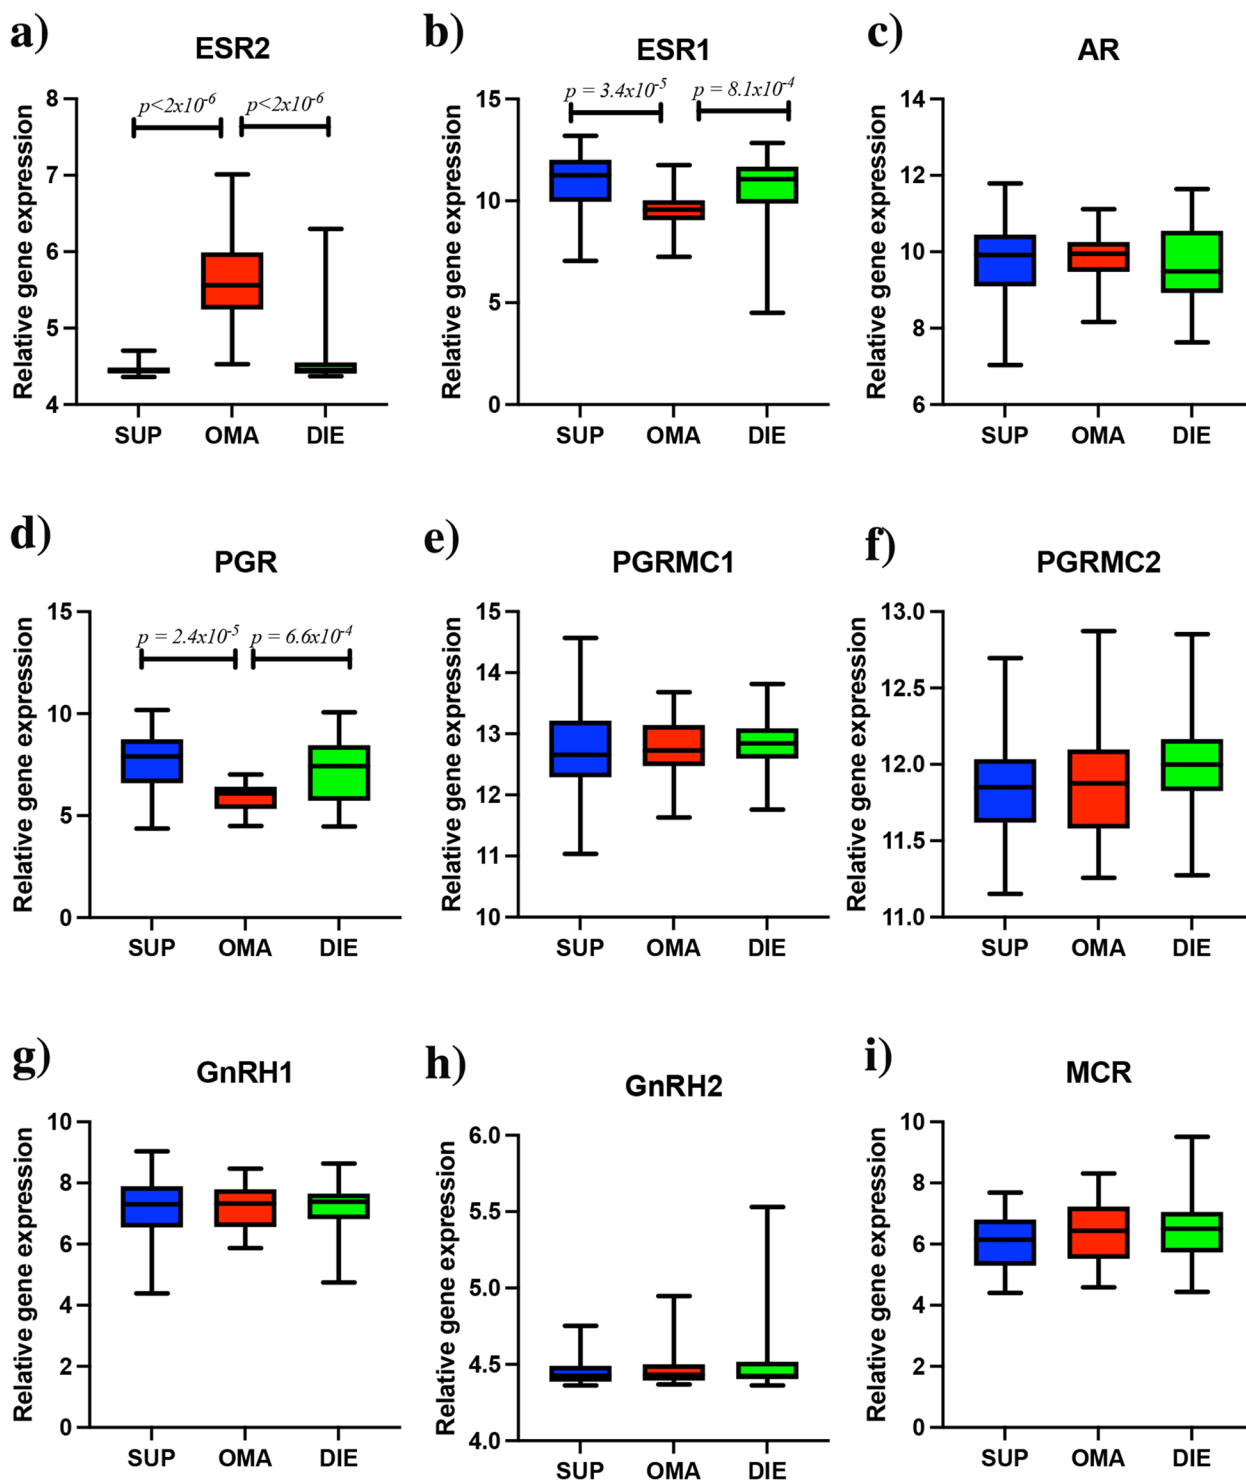 a)
ESR2
p<2x10⁻⁶ p<2x10⁻⁶
Relative gene expression
8
7
6
5
4
SUP OMA DIE
b)
ESR1
p = 3.4x10⁻⁵ p = 8.1x10⁻⁴
Relative gene expression
15
10
5
0
SUP OMA DIE
c)
AR
Relative gene expression
14
12
10
8
6
SUP OMA DIE
d)
PGR
p = 2.4x10⁻⁵ p = 6.6x10⁻⁴
Relative gene expression
15
10
5
0
SUP OMA DIE
e)
PGRMC1
Relative gene expression
15
14
13
12
11
10
SUP OMA DIE
f)
PGRMC2
Relative gene expression
13.0
12.5
12.0
11.5
11.0
SUP OMA DIE
g)
GnRH1
Relative gene expression
10
8
6
4
2
0
SUP OMA DIE
h)
GnRH2
Relative gene expression
6.0
5.5
5.0
4.5
4.0
SUP OMA DIE
i)
MCR
Relative gene expression
10
8
6
4
2
0
SUP OMA DIE